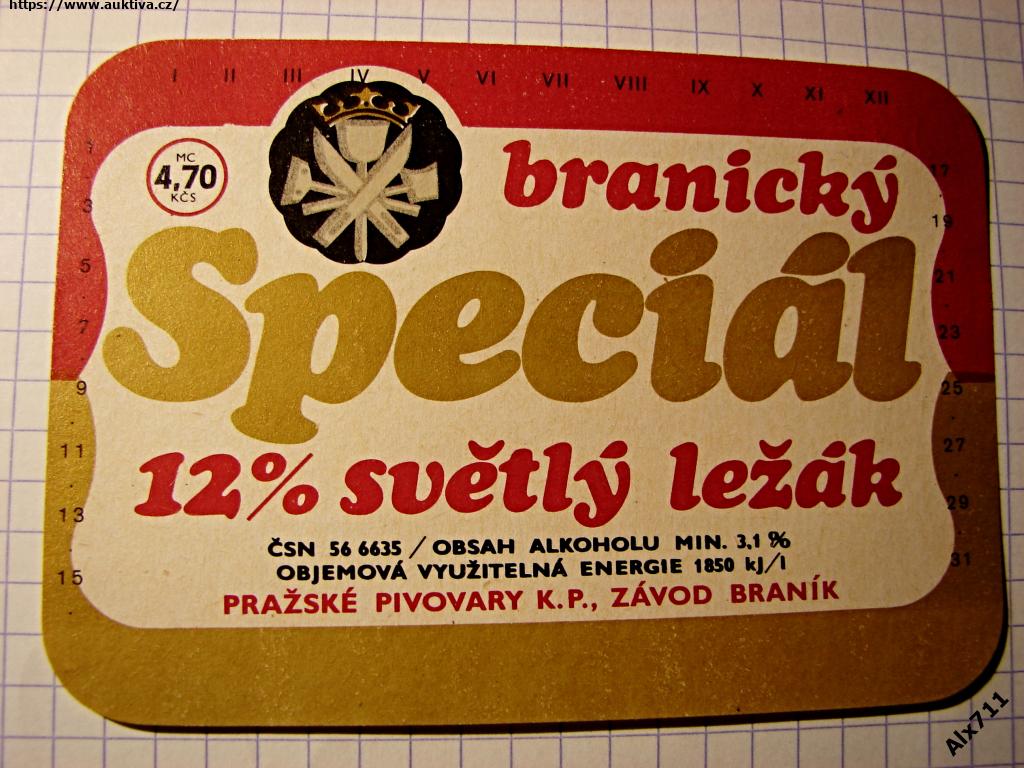 https://www.auktiva.cz/
I II III IV V VI VII VIII IX X XI XII
1
3
5
7
9
11
13
15
MC
4,70
KČS
branický
Speciál
12% světlý ležák
ČSN 56 6635 / OBSAH ALKOHOLU MIN. 3,1 %
OBJEMOVÁ VYUŽITELNÁ ENERGIE 1850 kJ/l
PRAŽSKÉ PIVOVARY K.P., ZÁVOD BRANÍK
17
19
21
23
25
27
29
31
Alx711